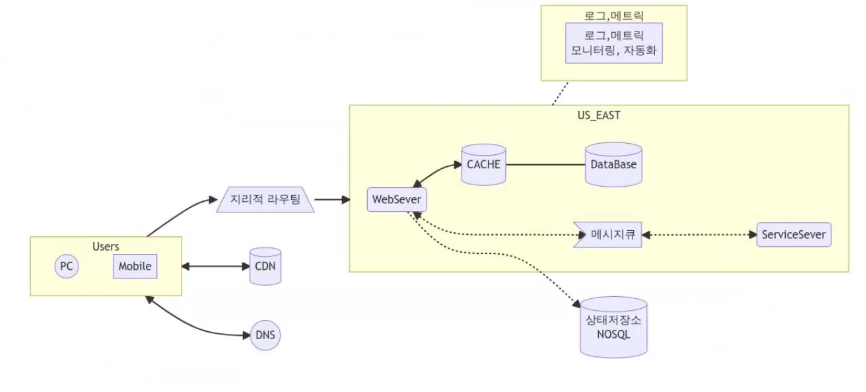 로그,메트릭
로그,메트릭
모니터링, 자동화
US_EAST
CACHE
DataBase
지리적 라우팅
WebSever
메시지큐
ServiceSever
Users
PC
Mobile
CDN
상태저장소
NOSQL
DNS